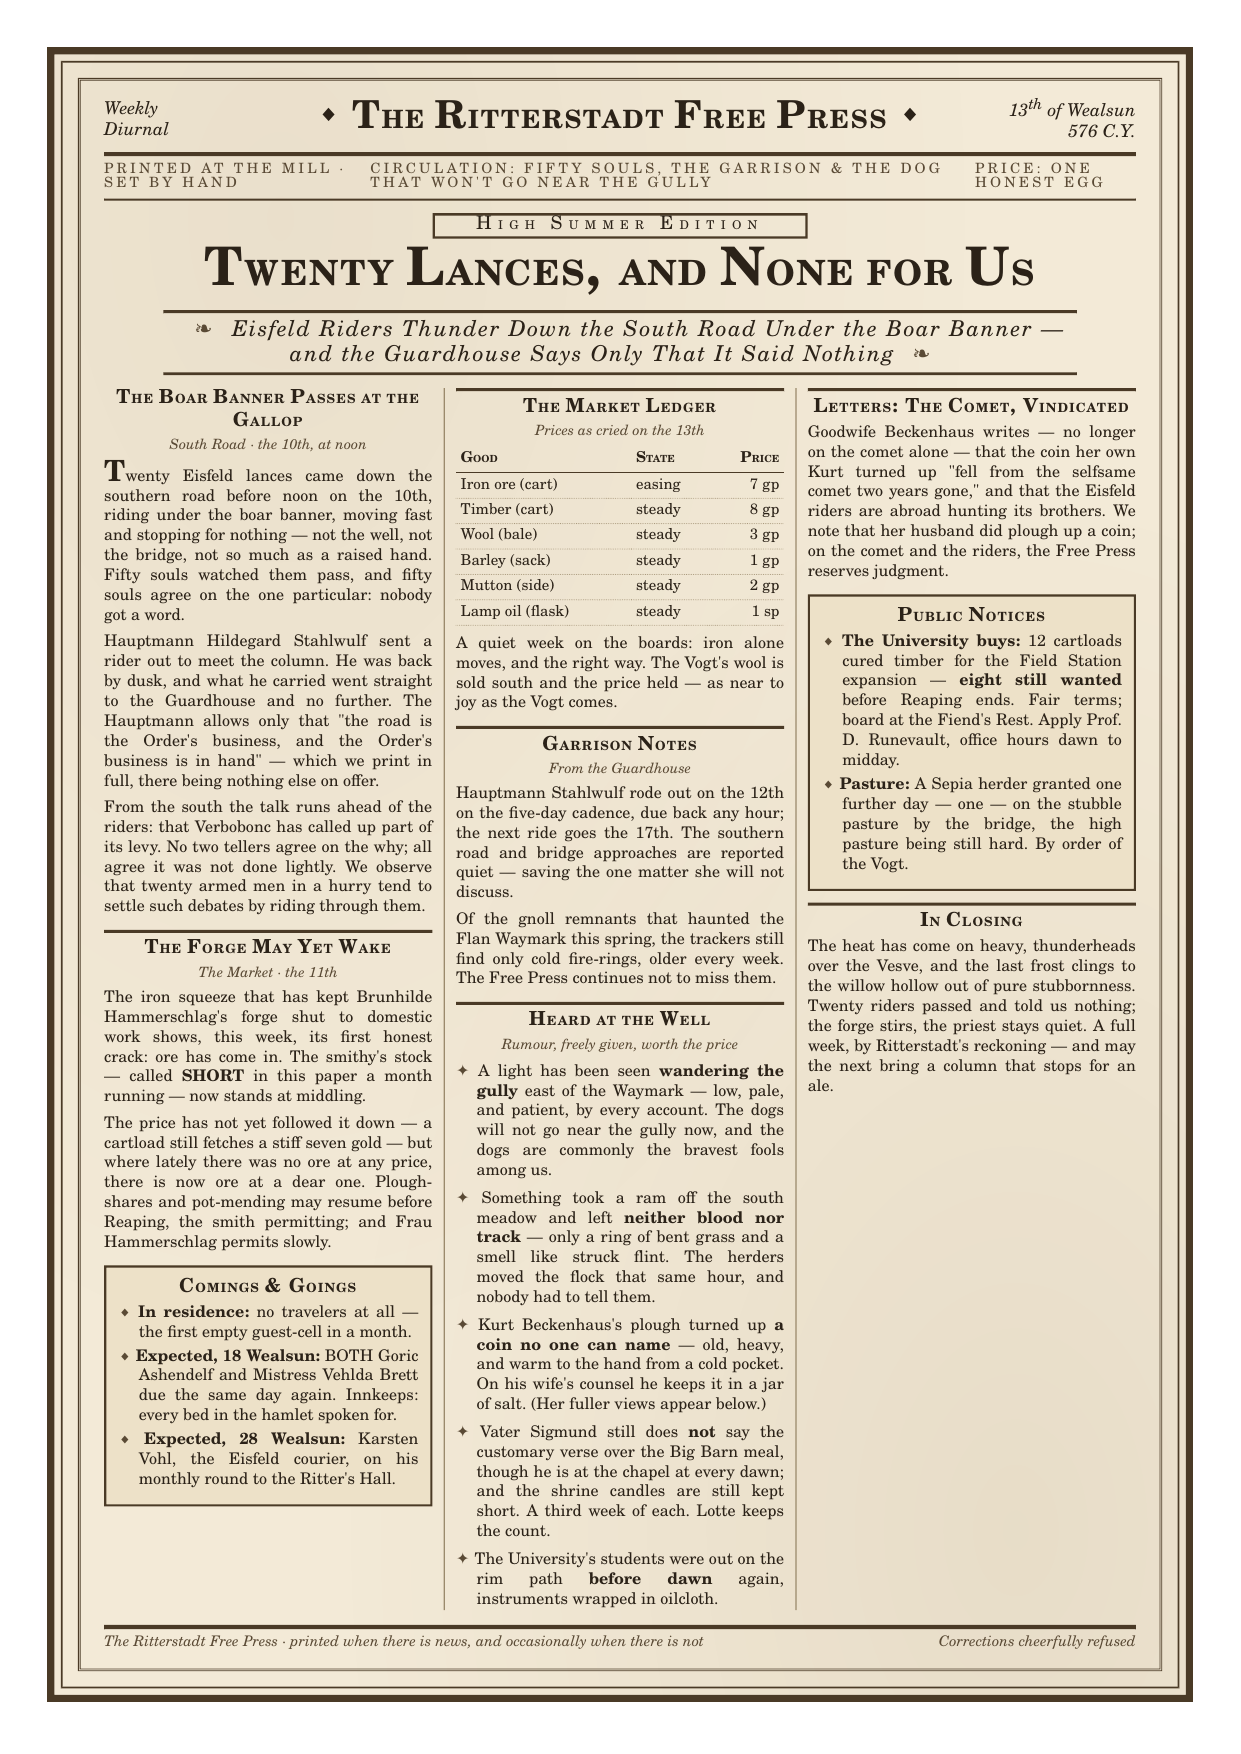 Weekly
Diurnal
◆ The Ritterstadt Free Press ◆
13th of Wealsun
576 C.Y.
PRINTED AT THE MILL ·
SET BY HAND
CIRCULATION: FIFTY SOULS, THE GARRISON & THE DOG
THAT WON'T GO NEAR THE GULLY
PRICE: ONE
HONEST EGG
High Summer Edition
Twenty Lances, and None for Us
❧ Eisfeld Riders Thunder Down the South Road Under the Boar Banner —
and the Guardhouse Says Only That It Said Nothing ❧
The Boar Banner Passes at the
Gallop
South Road · the 10th, at noon
Twenty Eisfeld lances came down the
southern road before noon on the 10th,
riding under the boar banner, moving fast
and stopping for nothing — not the well, not
the bridge, not so much as a raised hand.
Fifty souls watched them pass, and fifty
souls agree on the one particular: nobody
got a word.
Hauptmann Hildegard Stahlwulf sent a
rider out to meet the column. He was back
by dusk, and what he carried went straight
to the Guardhouse and no further. The
Hauptmann allows only that "the road is
the Order's business, and the Order's
business is in hand" — which we print in
full, there being nothing else on offer.
From the south the talk runs ahead of the
riders: that Verbobonc has called up part of
its levy. No two tellers agree on the why; all
agree it was not done lightly. We observe
that twenty armed men in a hurry tend to
settle such debates by riding through them.
The Forge May Yet Wake
The Market · the 11th
The iron squeeze that has kept Brunhilde
Hammerschlag's forge shut to domestic
work shows, this week, its first honest
crack: ore has come in. The smithy's stock
— called SHORT in this paper a month
running — now stands at middling.
The price has not yet followed it down — a
cartload still fetches a stiff seven gold — but
where lately there was no ore at any price,
there is now ore at a dear one. Plough-
shares and pot-mending may resume before
Reaping, the smith permitting; and Frau
Hammerschlag permits slowly.
Comings & Goings
◆ In residence: no travelers at all —
the first empty guest-cell in a month.
◆ Expected, 18 Wealsun: BOTH Goric
Ashendelf and Mistress Vehlda Brett
due the same day again. Innkeeps:
every bed in the hamlet spoken for.
◆ Expected, 28 Wealsun: Karsten
Vohl, the Eisfeld courier, on his
monthly round to the Ritter's Hall.
The Market Ledger
Prices as cried on the 13th
Good State Price
Iron ore (cart) easing 7 gp
Timber (cart) steady 8 gp
Wool (bale) steady 3 gp
Barley (sack) steady 1 gp
Mutton (side) steady 2 gp
Lamp oil (flask) steady 1 sp
A quiet week on the boards: iron alone
moves, and the right way. The Vogt's wool is
sold south and the price held — as near to
joy as the Vogt comes.
Garrison Notes
From the Guardhouse
Hauptmann Stahlwulf rode out on the 12th
on the five-day cadence, due back any hour;
the next ride goes the 17th. The southern
road and bridge approaches are reported
quiet — saving the one matter she will not
discuss.
Of the gnoll remnants that haunted the
Flan Waymark this spring, the trackers still
find only cold fire-rings, older every week.
The Free Press continues not to miss them.
Heard at the Well
Rumour, freely given, worth the price
✦ A light has been seen wandering the
gully east of the Waymark — low, pale,
and patient, by every account. The dogs
will not go near the gully now, and the
dogs are commonly the bravest fools
among us.
✦ Something took a ram off the south
meadow and left neither blood nor
track — only a ring of bent grass and a
smell like struck flint. The herders
moved the flock that same hour, and
nobody had to tell them.
✦ Kurt Beckenhaus's plough turned up a
coin no one can name — old, heavy,
and warm to the hand from a cold pocket.
On his wife's counsel he keeps it in a jar
of salt. (Her fuller views appear below.)
✦ Vater Sigmund still does not say the
customary verse over the Big Barn meal,
though he is at the chapel at every dawn;
and the shrine candles are still kept
short. A third week of each. Lotte keeps
the count.
✦ The University's students were out on the
rim path before dawn again,
instruments wrapped in oilcloth.
Letters: The Comet, Vindicated
Goodwife Beckenhaus writes — no longer
on the comet alone — that the coin her own
Kurt turned up "fell from the selfsame
comet two years gone," and that the Eisfeld
riders are abroad hunting its brothers. We
note that her husband did plough up a coin;
on the comet and the riders, the Free Press
reserves judgment.
Public Notices
◆ The University buys: 12 cartloads
cured timber for the Field Station
expansion — eight still wanted
before Reaping ends. Fair terms;
board at the Fiend's Rest. Apply Prof.
D. Runevault, office hours dawn to
midday.
◆ Pasture: A Sepia herder granted one
further day — one — on the stubble
pasture by the bridge, the high
pasture being still hard. By order of
the Vogt.
In Closing
The heat has come on heavy, thunderheads
over the Vesve, and the last frost clings to
the willow hollow out of pure stubbornness.
Twenty riders passed and told us nothing;
the forge stirs, the priest stays quiet. A full
week, by Ritterstadt's reckoning — and may
the next bring a column that stops for an
ale.
The Ritterstadt Free Press · printed when there is news, and occasionally when there is not
Corrections cheerfully refused